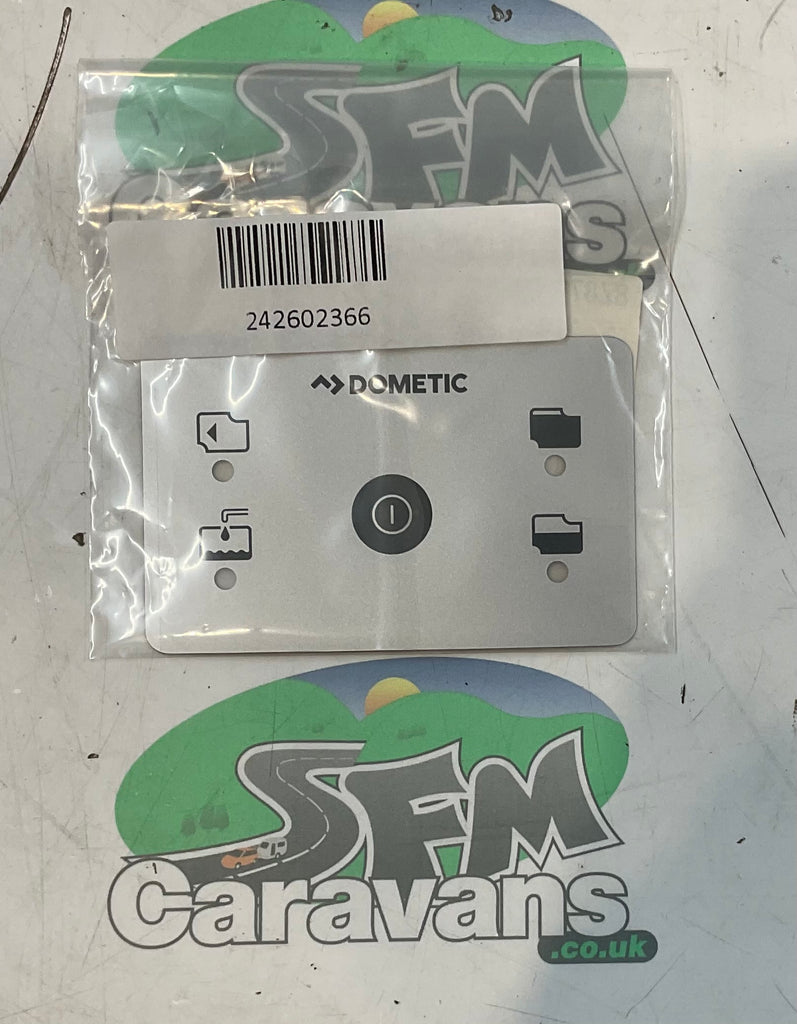 SFM
Caravans
242602366
DOMETIC
SFM
Caravans
.co.uk